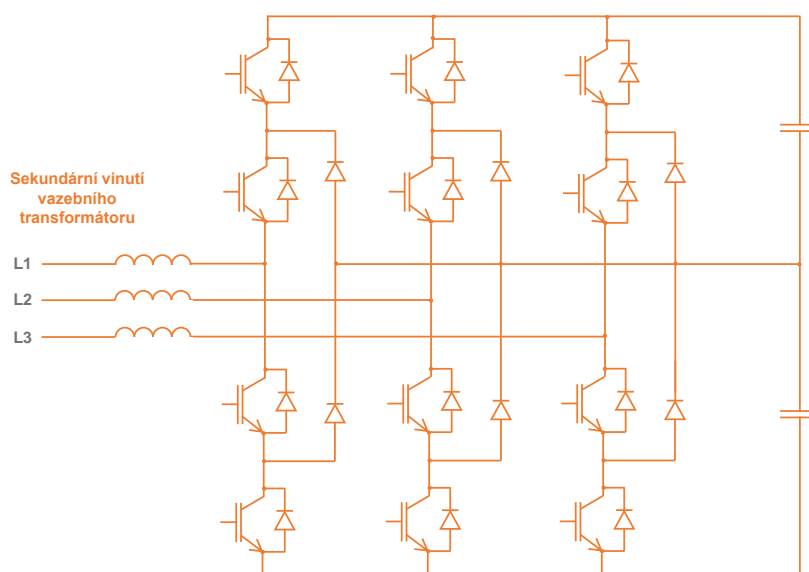 Sekundární vinutí
vazebního
transformátoru
L1
L2
L3